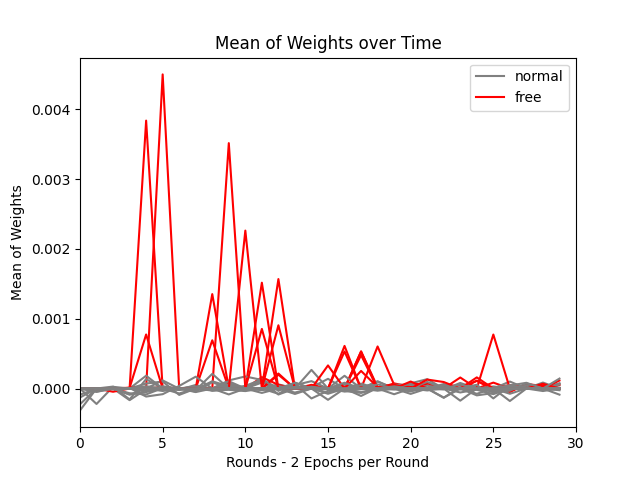 Mean of Weights over Time
normal
free
Mean of Weights
0.004
0.003
0.002
0.001
0.000
0 5 10 15 20 25 30
Rounds - 2 Epochs per Round